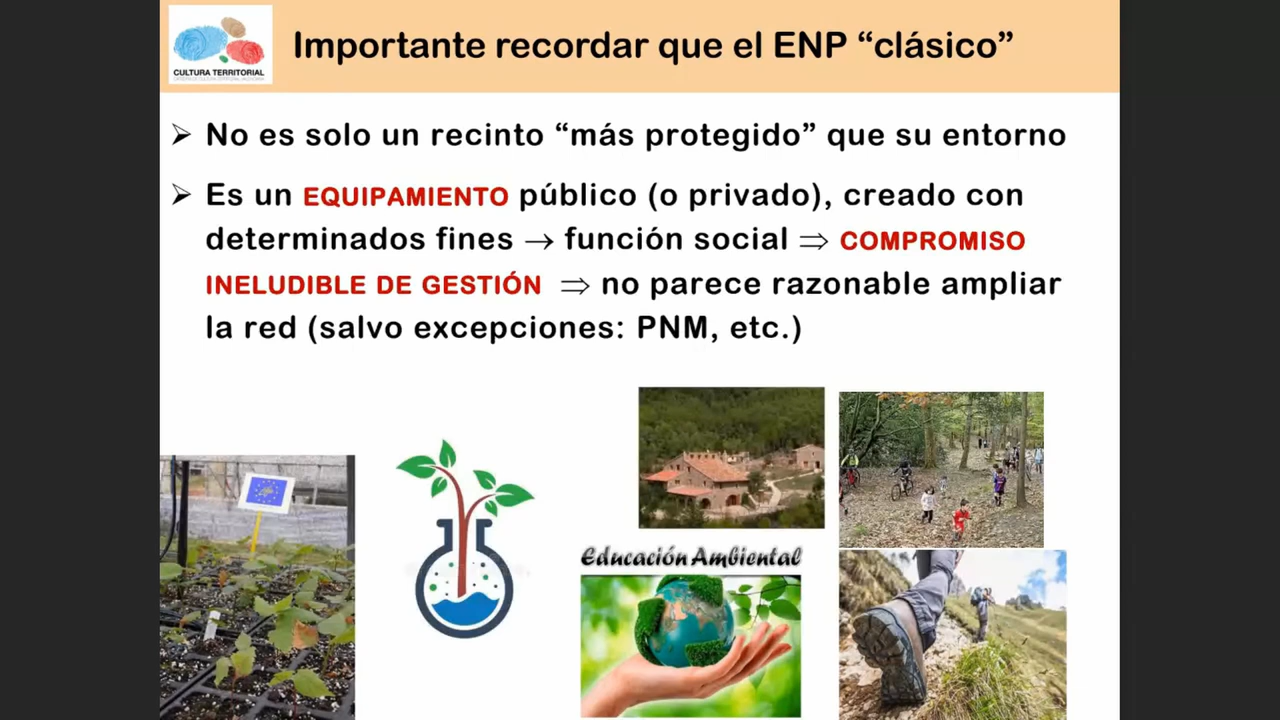 CULTURA TERRITORIAL
Importante recordar que el ENP “clásico”
➢ No es solo un recinto “más protegido” que su entorno
➢ Es un EQUIPAMIENTO público (o privado), creado con
determinados fines → función social ⇒ COMPROMISO
INELUDIBLE DE GESTIÓN ⇒ no parece razonable ampliar
la red (salvo excepciones: PNM, etc.)
Educación Ambiental